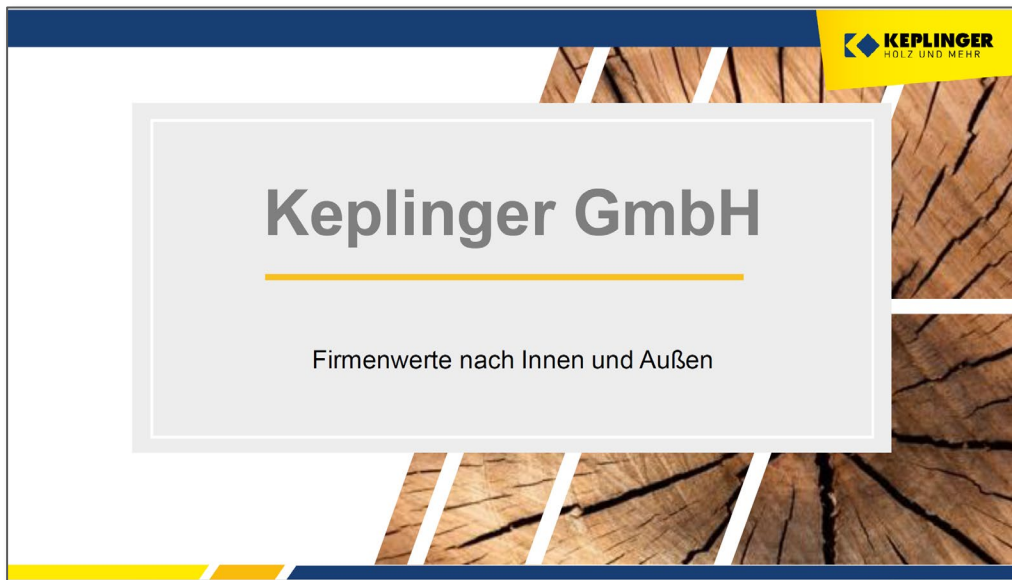 KEPLINGER
HOLZ UND MEHR
Keplinger GmbH
Firmenwerte nach Innen und Außen